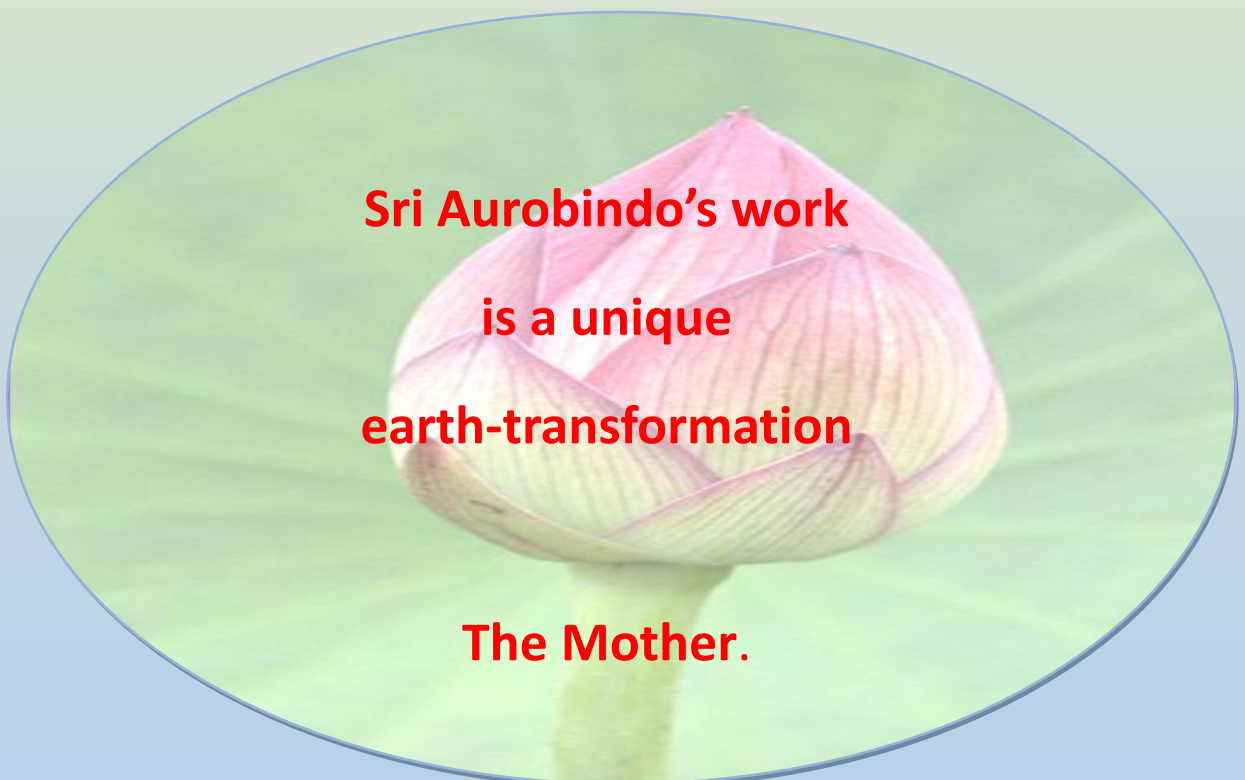 Sri Aurobindo’s work
is a unique
earth-transformation
The Mother.